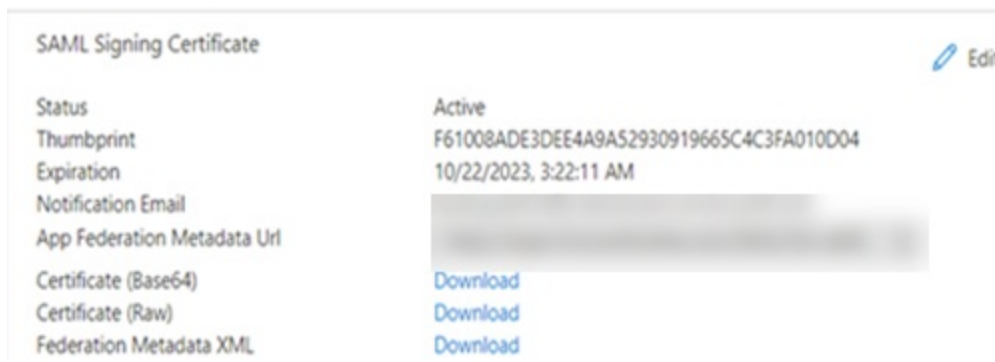 SAML Signing Certificate
Edit
Status Active
Thumbprint F61008ADE3DEE4A9A52930919665C4C3FA010D04
Expiration 10/22/2023, 3:22:11 AM
Notification Email
App Federation Metadata Url
Certificate (Base64) Download
Certificate (Raw) Download
Federation Metadata XML Download